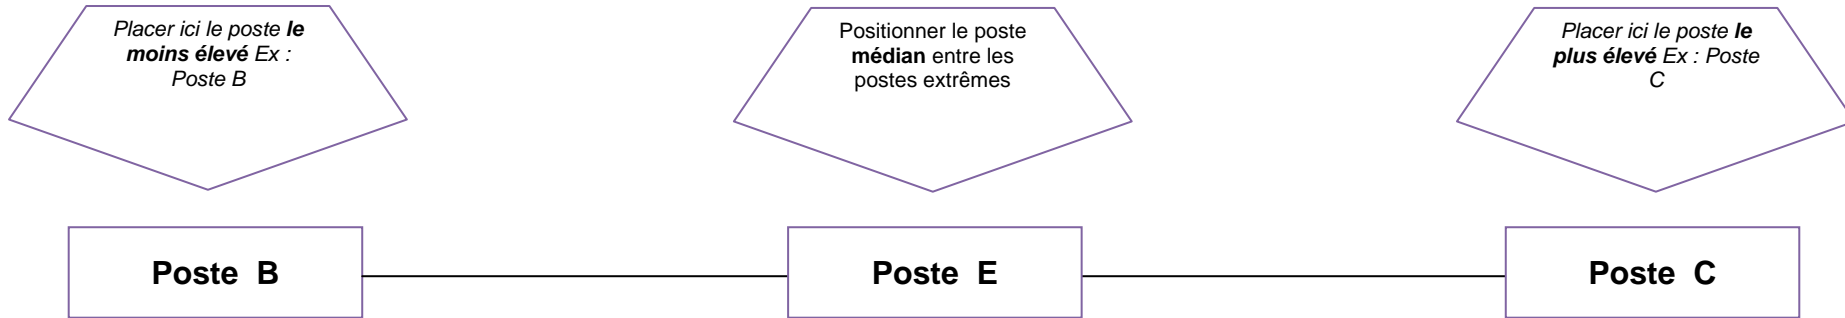 Placer ici le poste le
moins élevé Ex :
Poste B
Positionner le poste
médian entre les
postes extrêmes
Placer ici le poste le
plus élevé Ex : Poste
C
Poste B
Poste E
Poste C